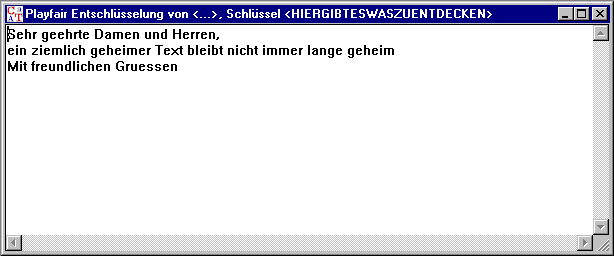 Playfair Entschlüsselung von <...>, Schlüssel <HIERGIBTESWASZUENTDECKEN>
Sehr geehrte Damen und Herren,
ein ziemlich geheimer Text bleibt nicht immer lange geheim
Mit freundlichen Gruessen